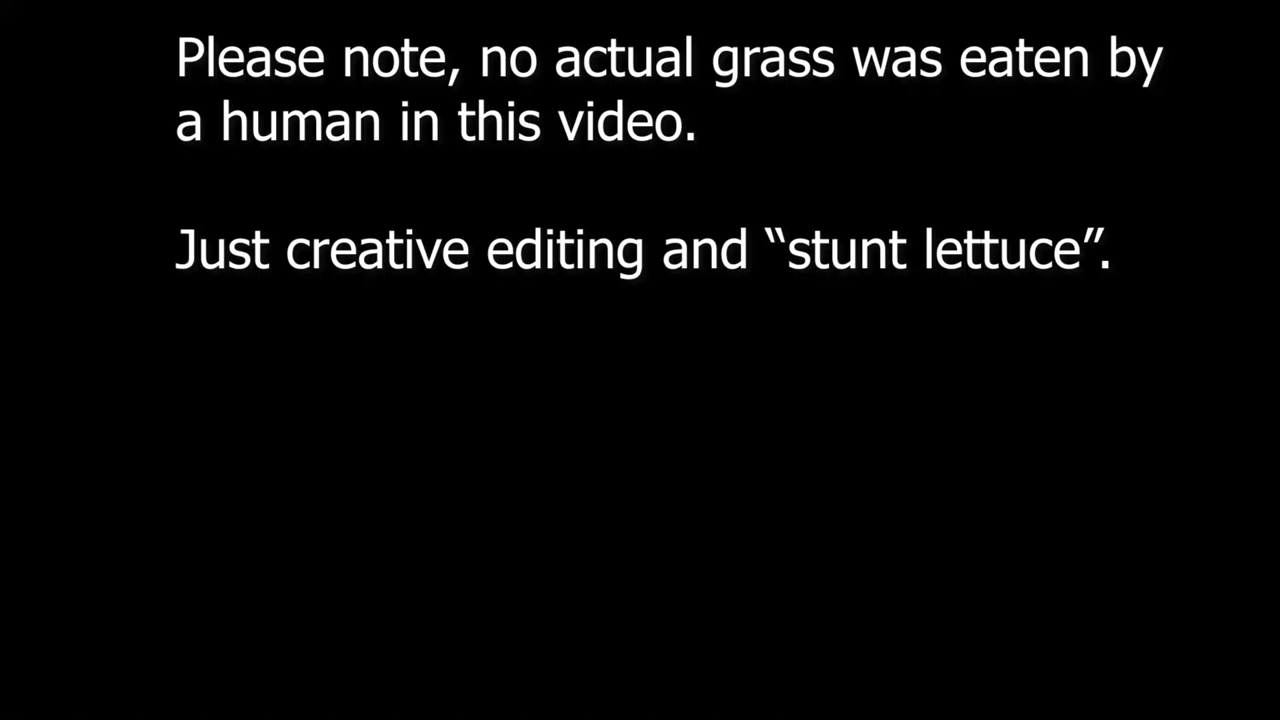 Please note, no actual grass was eaten by
a human in this video.
Just creative editing and “stunt lettuce”.